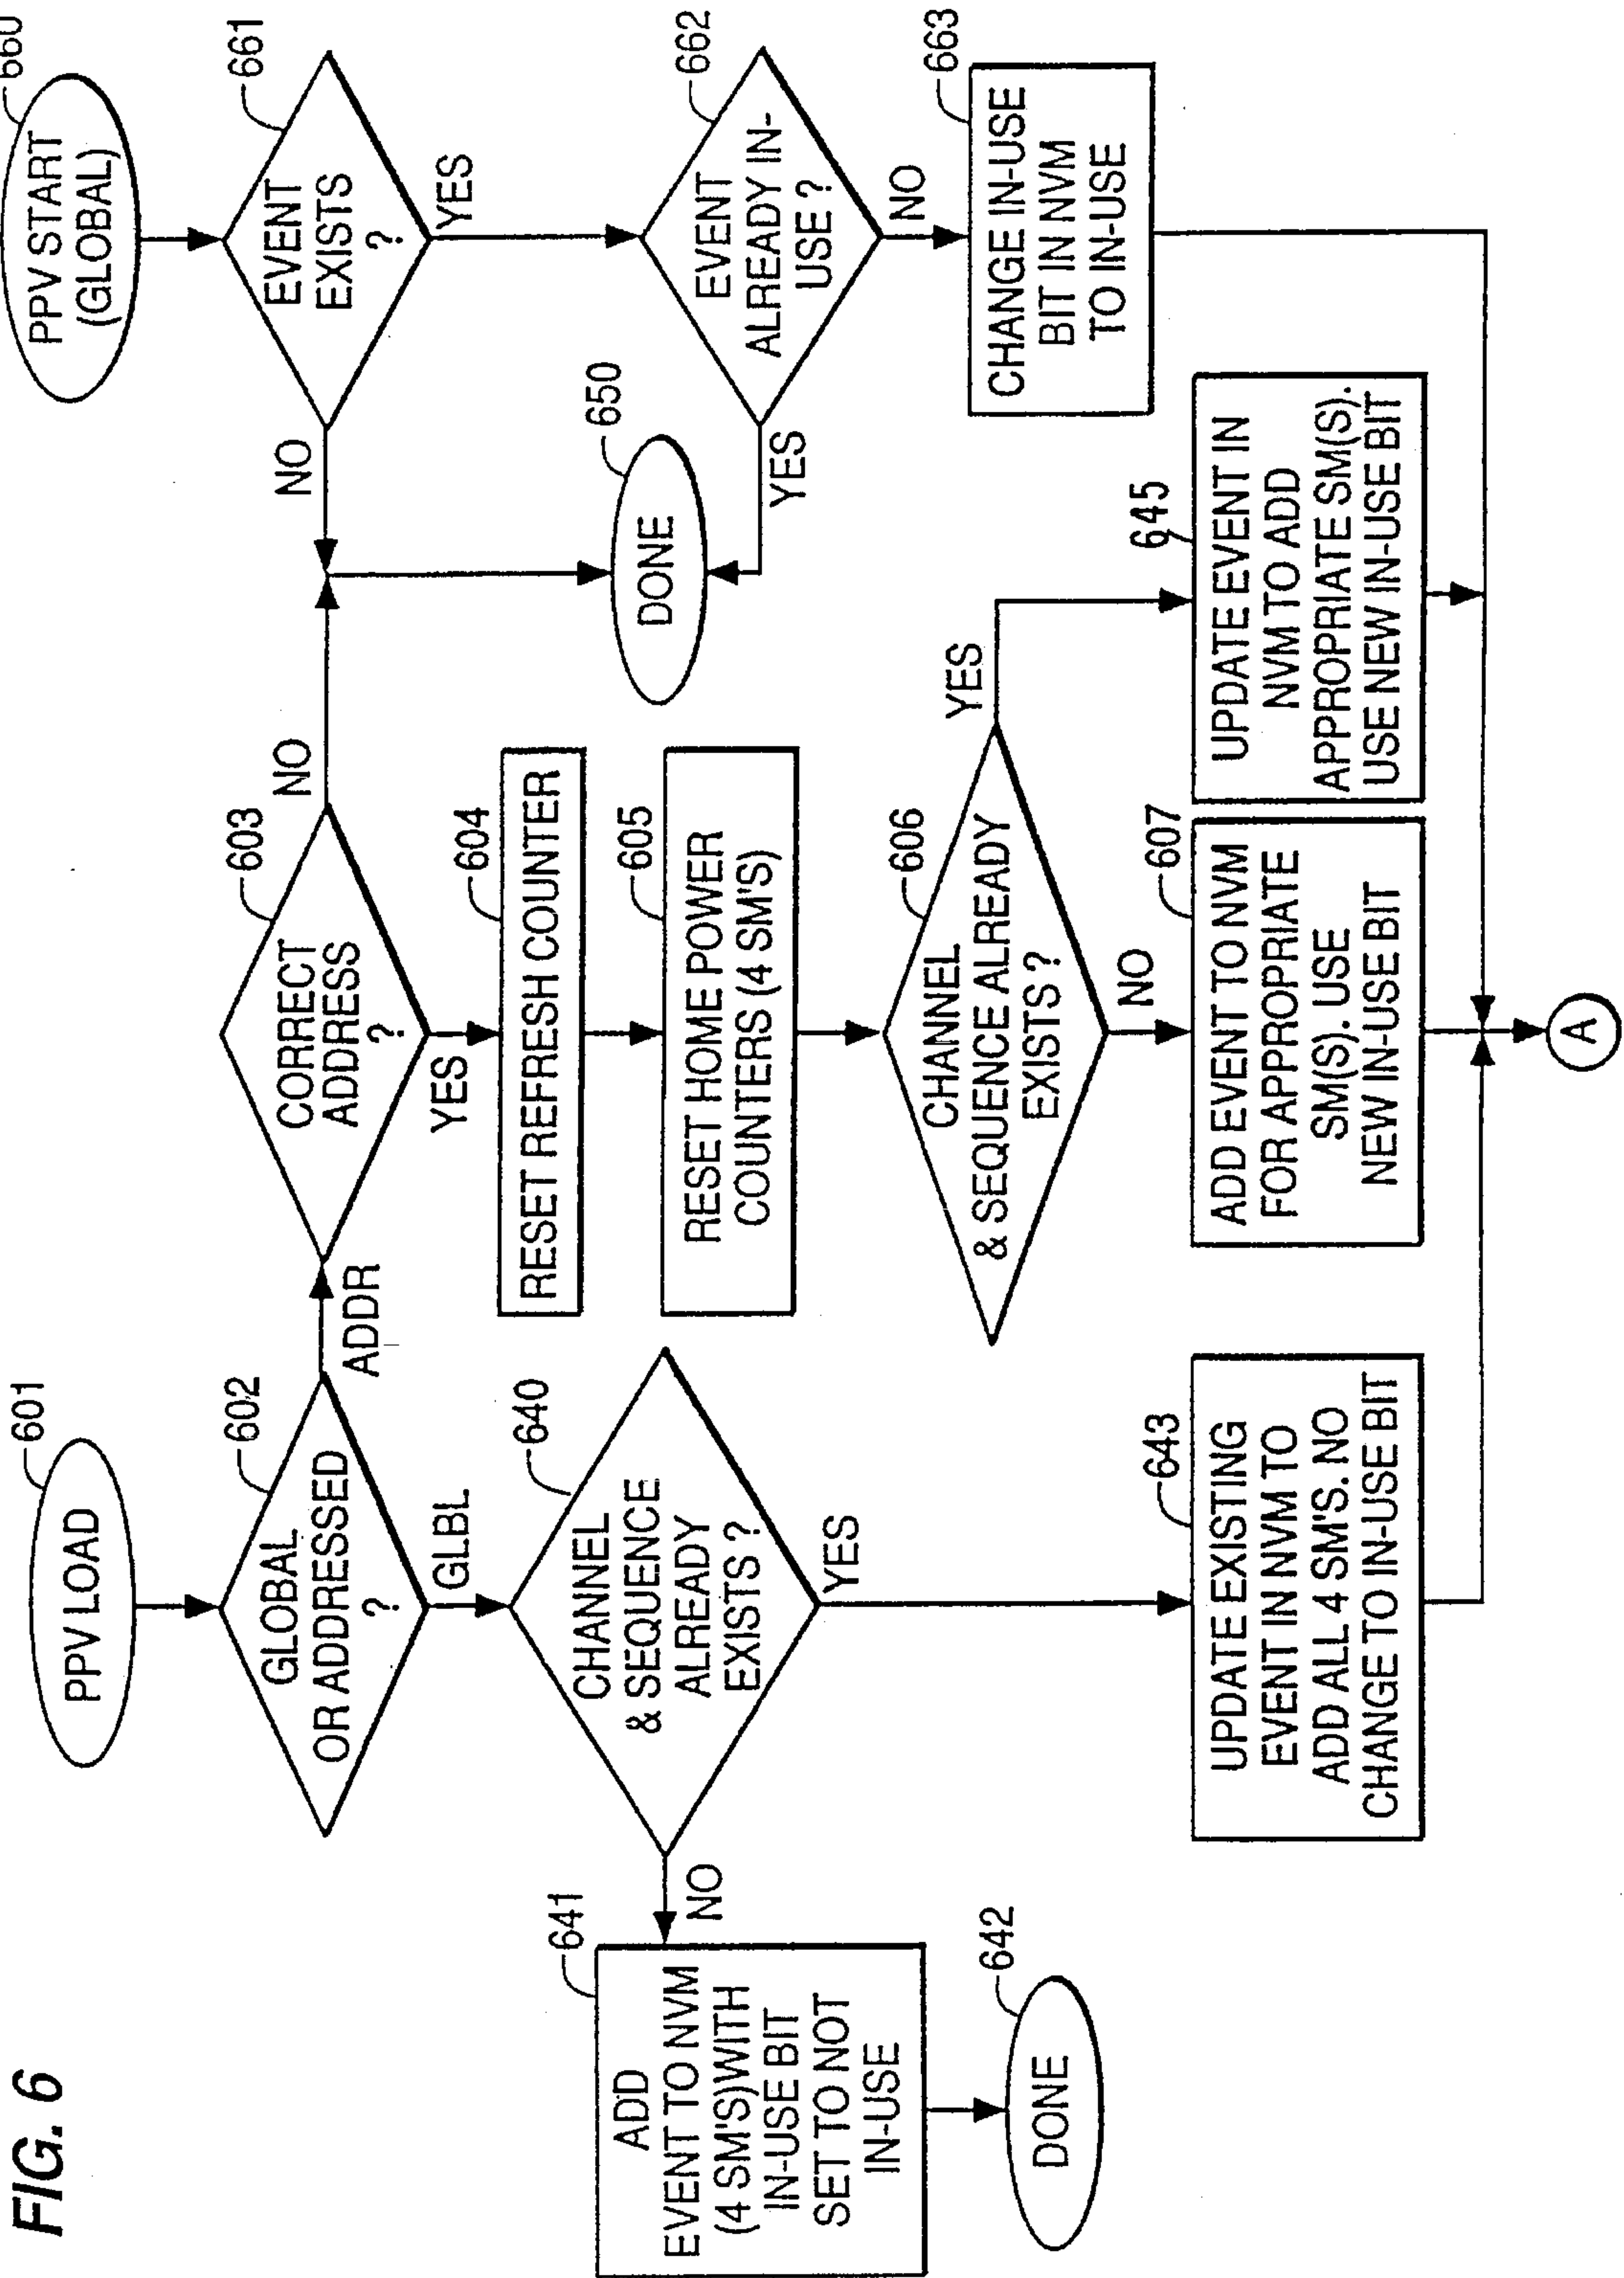 FIG. 6
601
PPV LOAD
602
GLOBAL
OR ADDRESSED
?
ADDR
GLBL
640
CHANNEL
& SEQUENCE
ALREADY
EXISTS ?
NO
YES
641
ADD
EVENT TO NVM
(4 SM'S)WITH
IN-USE BIT
SET TO NOT
IN-USE
642
DONE
643
UPDATE EXISTING
EVENT IN NVM TO
ADD ALL 4 SM'S. NO
CHANGE TO IN-USE BIT
603
CORRECT
ADDRESS
?
NO
YES
604
RESET REFRESH COUNTER
605
RESET HOME POWER
COUNTERS (4 SM'S)
606
CHANNEL
& SEQUENCE ALREADY
EXISTS ?
YES
NO
607
ADD EVENT TO NVM
FOR APPROPRIATE
SM(S). USE
NEW IN-USE BIT
645
UPDATE EVENT IN
NVM TO ADD
APPROPRIATE SM(S).
USE NEW IN-USE BIT
650
DONE
660
PPV START
(GLOBAL)
661
EVENT
EXISTS
?
NO
YES
662
EVENT
ALREADY IN-
USE ?
YES
NO
663
CHANGE IN-USE
BIT IN NVM
TO IN-USE
A